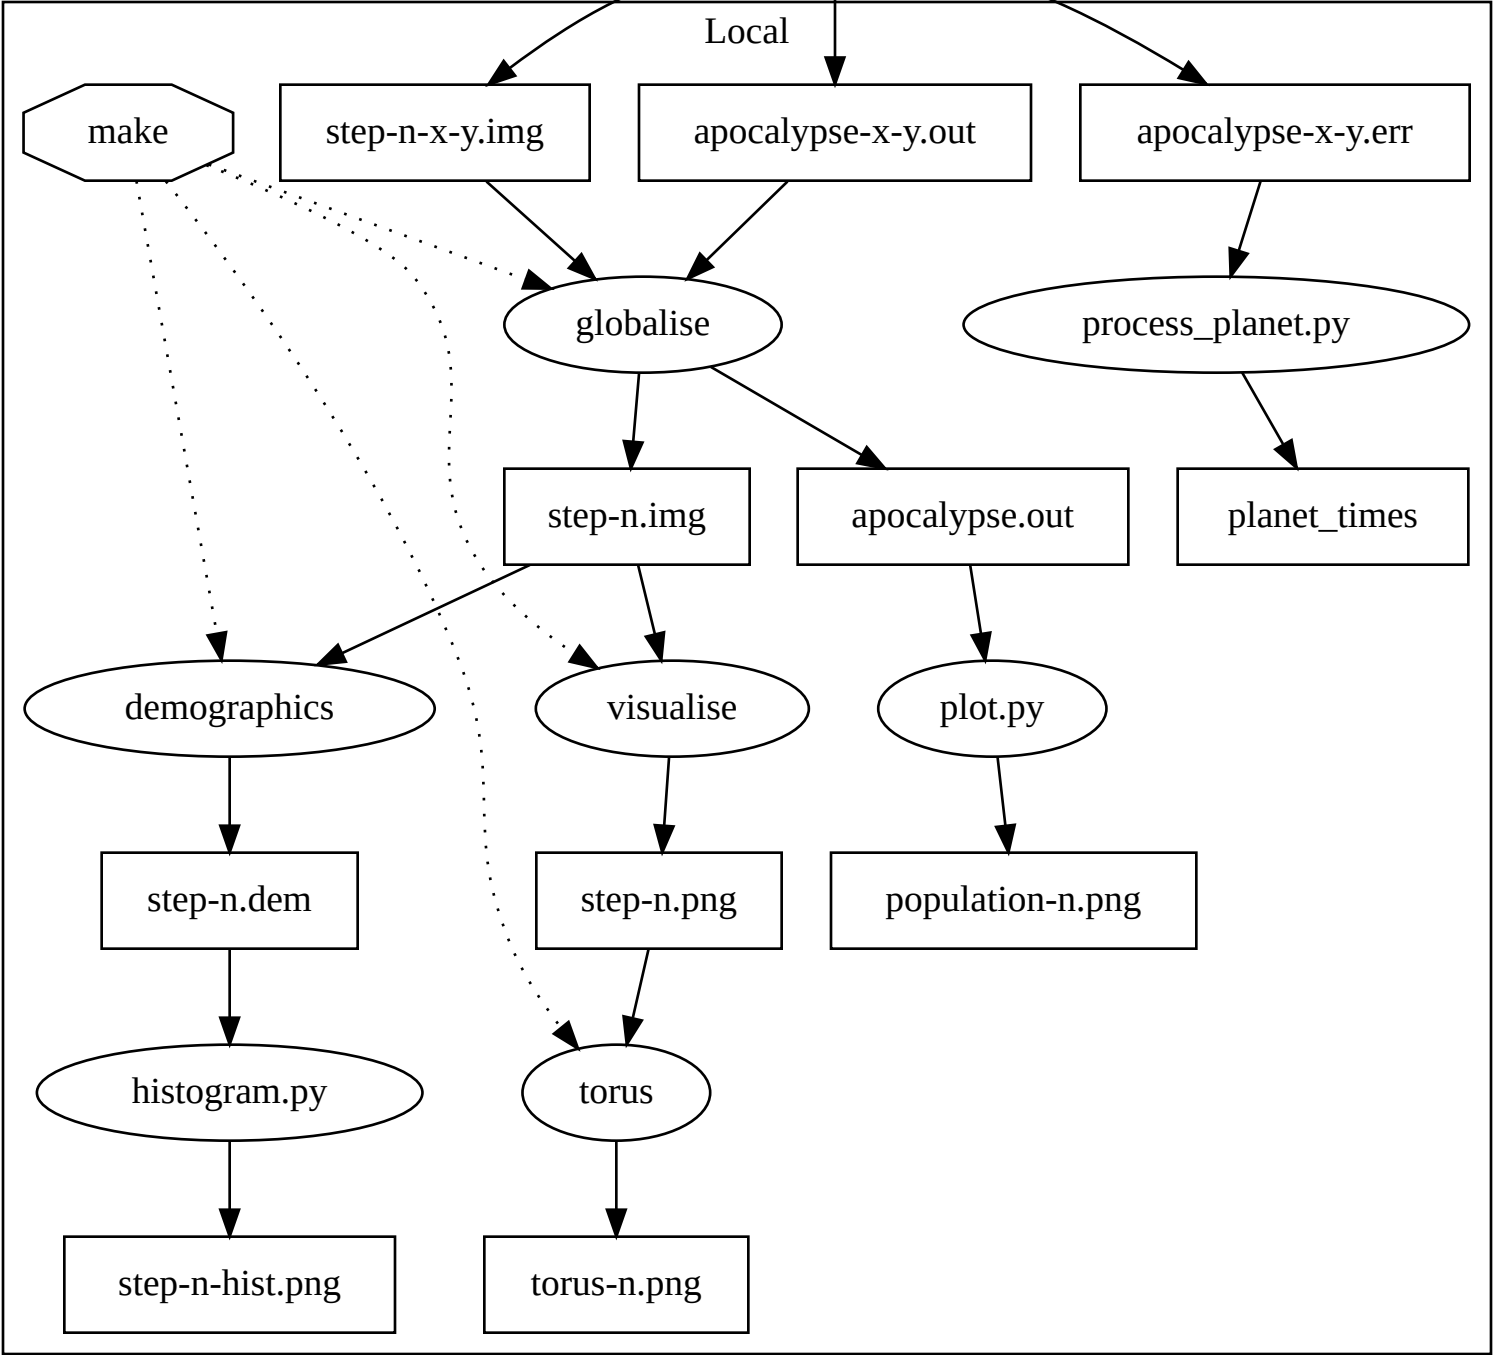 Local
make
step-n-x-y.img
apocalypse-x-y.out
apocalypse-x-y.err
globalise
process_planet.py
step-n.img
apocalypse.out
planet_times
demographics
visualise
plot.py
step-n.dem
step-n.png
population-n.png
histogram.py
torus
step-n-hist.png
torus-n.png